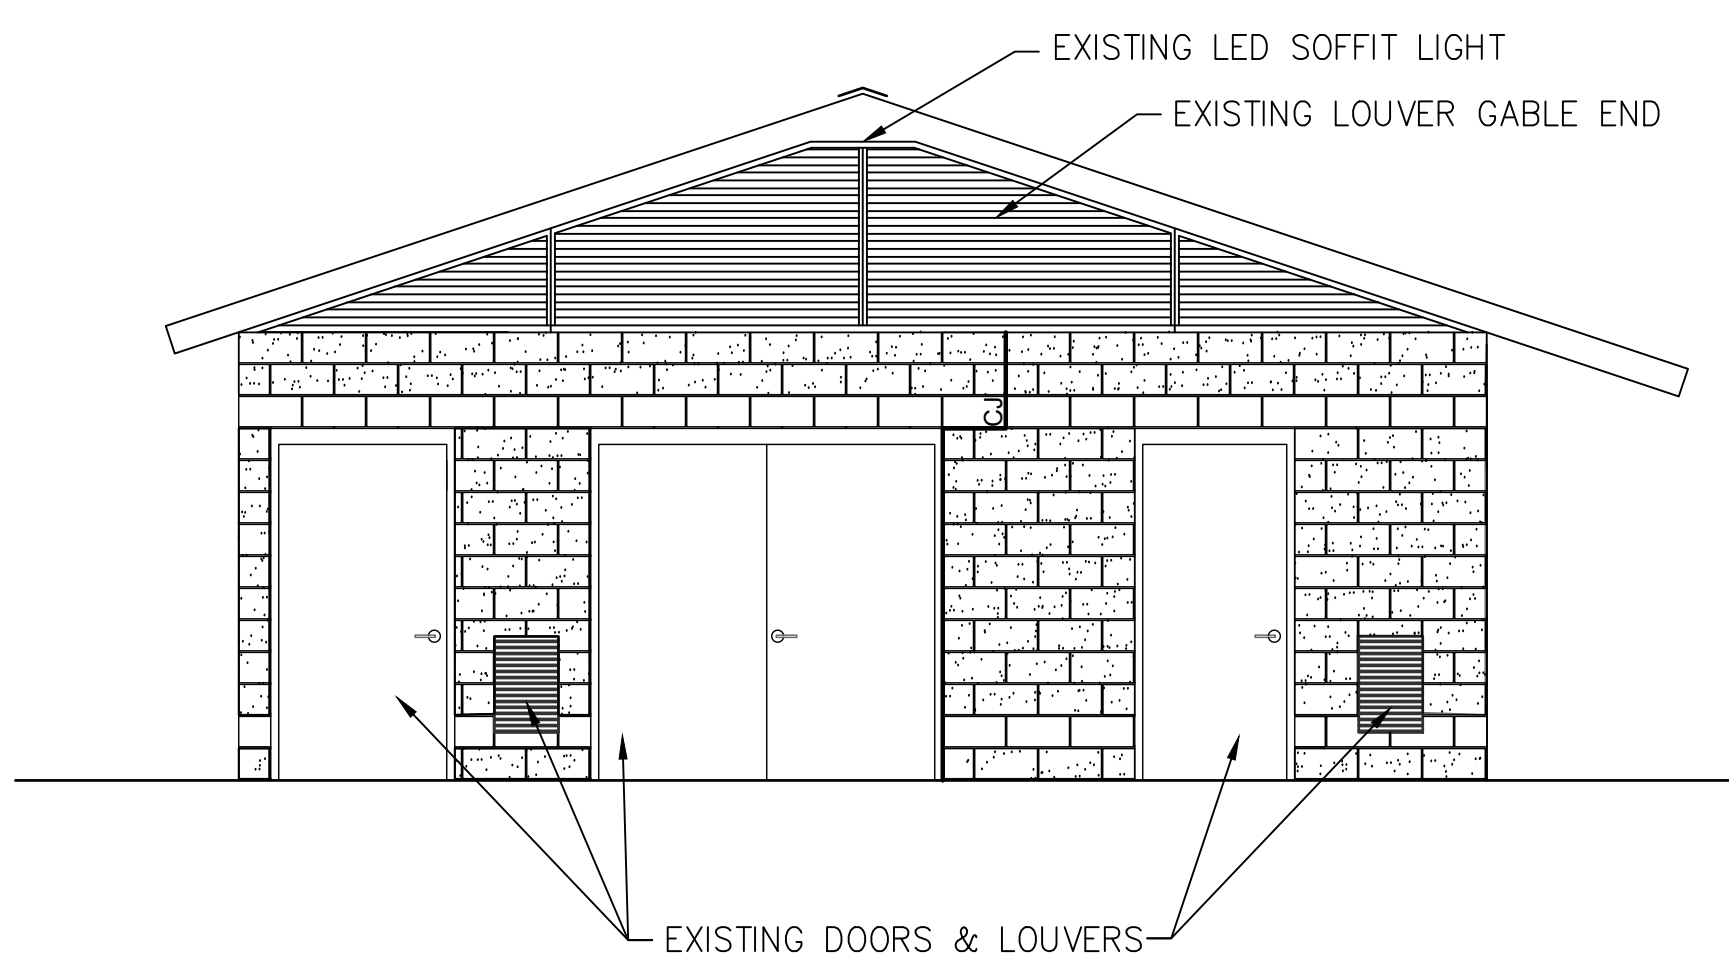 EXISTING LED SOFFIT LIGHT
EXISTING LOUVER GABLE END
CJ
EXISTING DOORS & LOUVERS